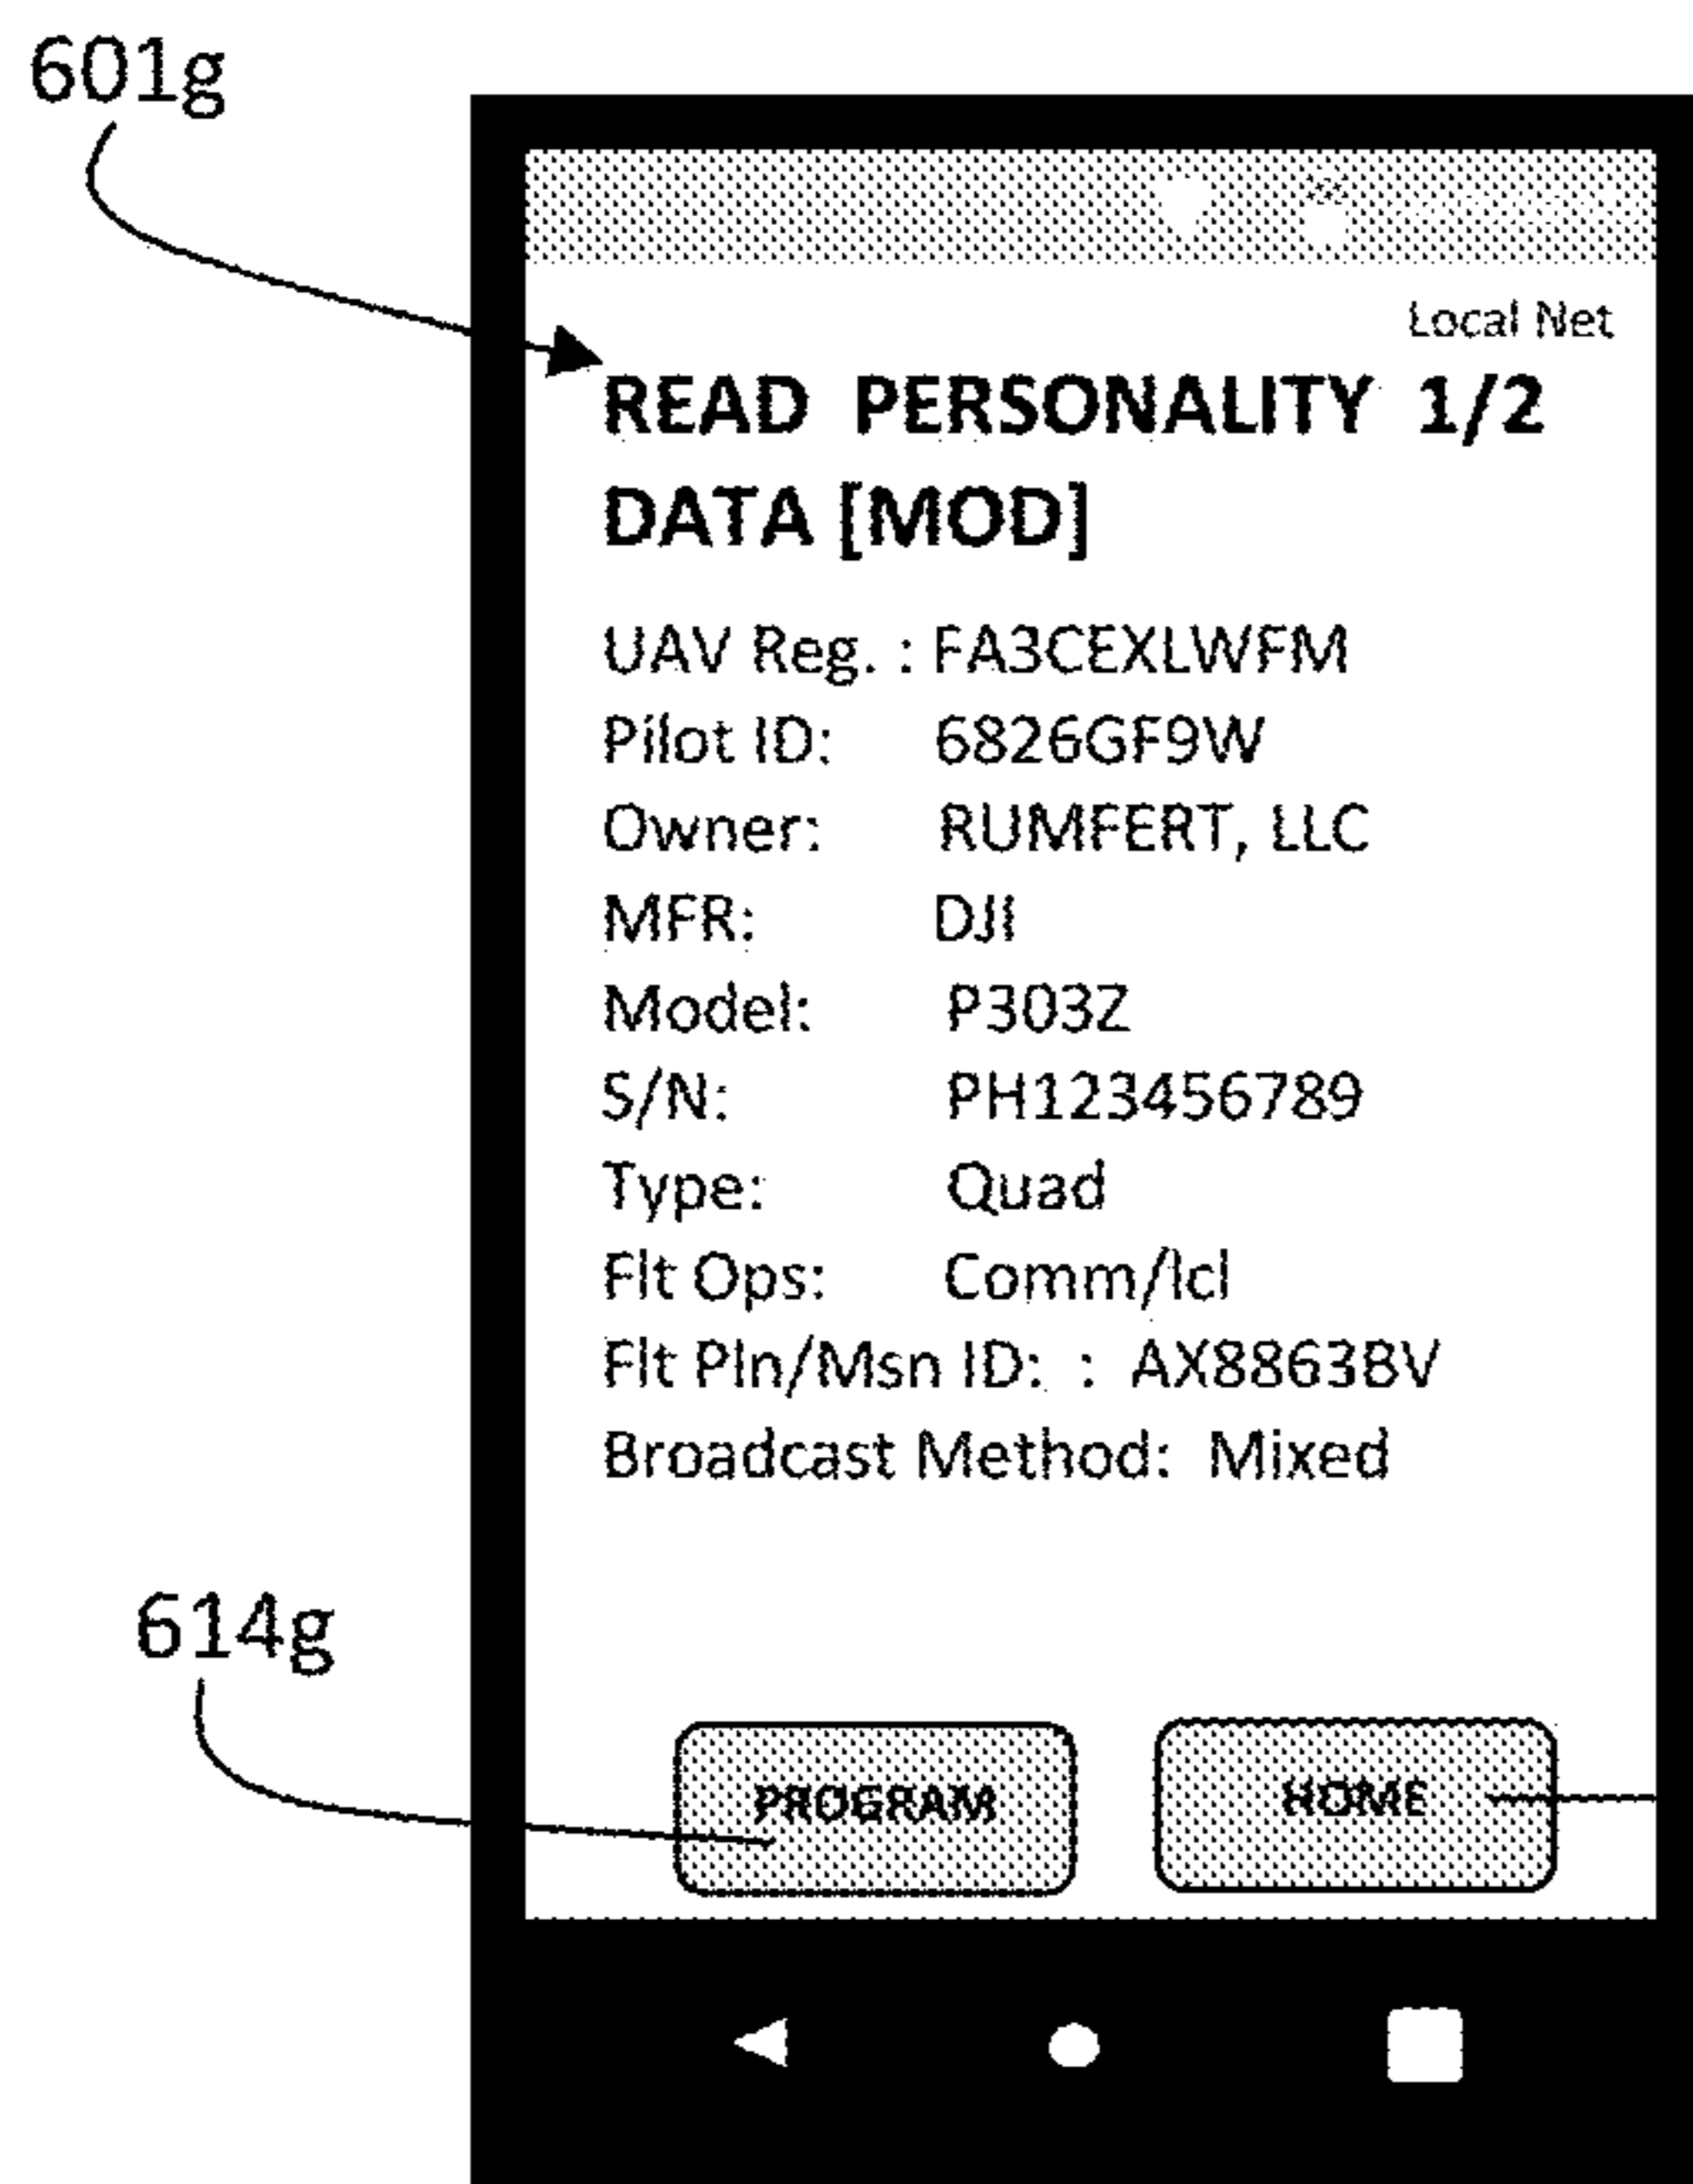 601g
Local Net
READ PERSONALITY 1/2
DATA [MOD]
UAV Reg. : FA3CEXLWFM
Pilot ID: 6826GF9W
Owner: RUMFERT, LLC
MFR: DJI
Model: P303Z
S/N: PH123456789
Type: Quad
Flt Ops: Comm/lcl
Flt Pln/Msn ID: : AX8863BV
Broadcast Method: Mixed
614g
PROGRAM HOME